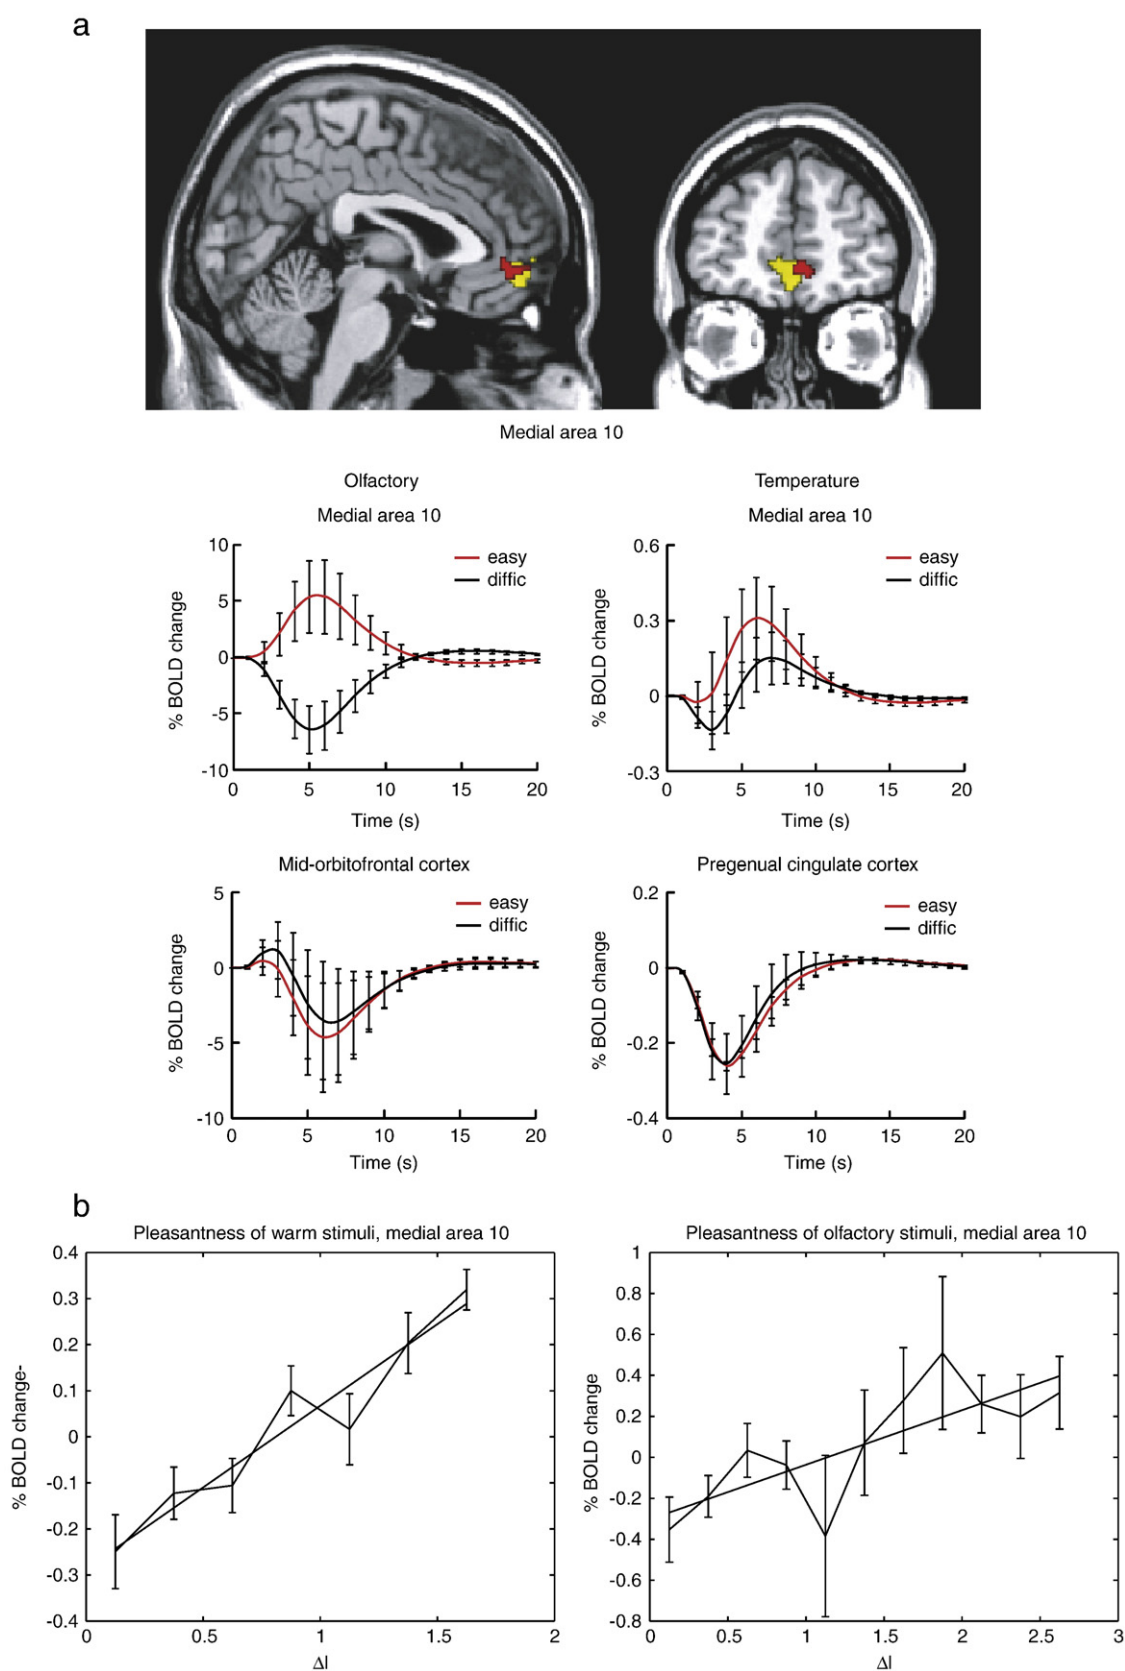 a
Medial area 10
Olfactory
Temperature
Medial area 10
Medial area 10
10
5
0
-5
-10
% BOLD change
easy
diffic
0 5 10 15 20
Time (s)
0.6
0.3
0
-0.3
% BOLD change
easy
diffic
0 5 10 15 20
Time (s)
Mid-orbitofrontal cortex
Pregenual cingulate cortex
5
0
-5
-10
% BOLD change
easy
diffic
0 5 10 15 20
Time (s)
0.2
0
-0.2
-0.4
% BOLD change
easy
diffic
0 5 10 15 20
Time (s)
b
Pleasantness of warm stimuli, medial area 10
0.4
0.3
0.2
0.1
0
-0.1
-0.2
-0.3
-0.4
% BOLD change-
0 0.5 1 1.5 2
ΔI
Pleasantness of olfactory stimuli, medial area 10
1
0.8
0.6
0.4
0.2
0
-0.2
-0.4
-0.6
-0.8
% BOLD change
0 0.5 1 1.5 2 2.5 3
ΔI